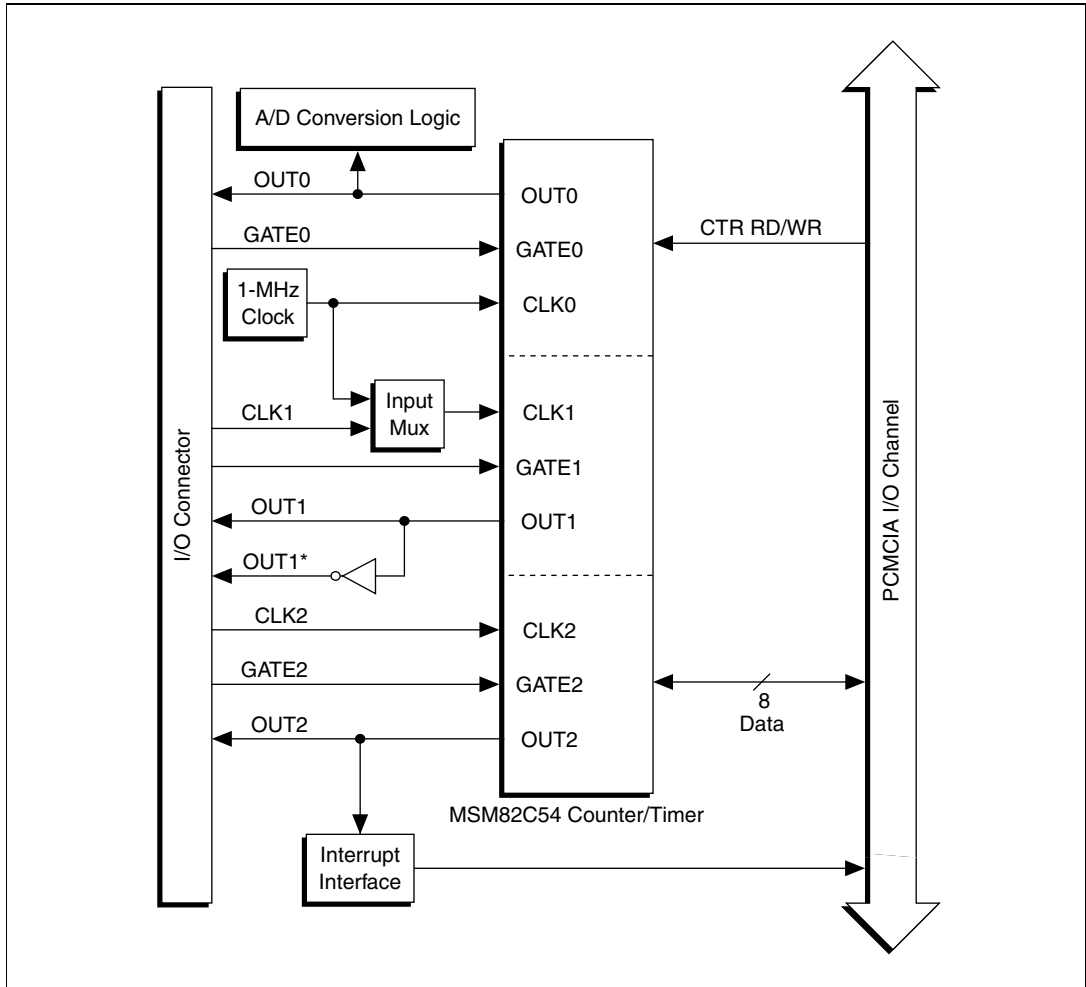 A/D Conversion Logic
OUT0
OUT0
GATE0
GATE0
CTR RD/WR
1-MHz
Clock
CLK0
Input
Mux
CLK1
CLK1
GATE1
OUT1
OUT1
OUT1*
I/O Connector
PCMCIA I/O Channel
CLK2
CLK2
GATE2
GATE2
8
Data
OUT2
OUT2
MSM82C54 Counter/Timer
Interrupt
Interface